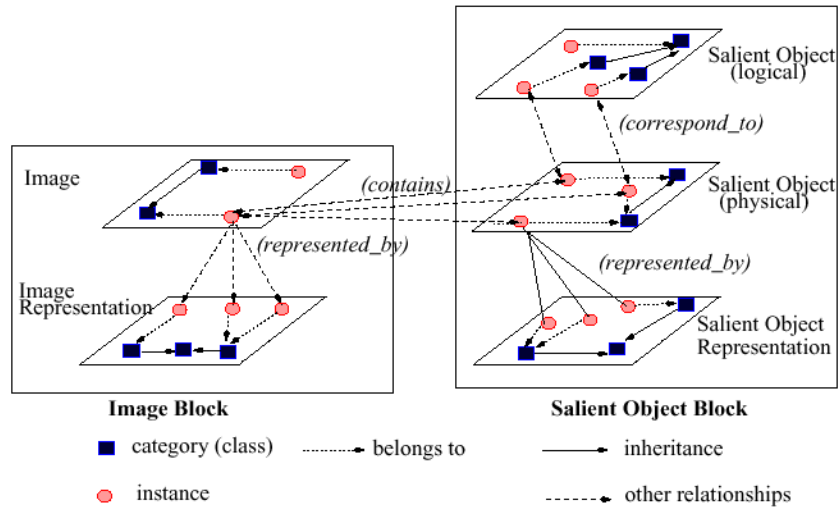 Salient Object
(logical)
(correspond_to)
Image
(contains)
Salient Object
(physical)
(represented_by)
(represented_by)
Image
Representation
Salient Object
Representation
Image Block
Salient Object Block
category (class)
belongs to
inheritance
instance
other relationships